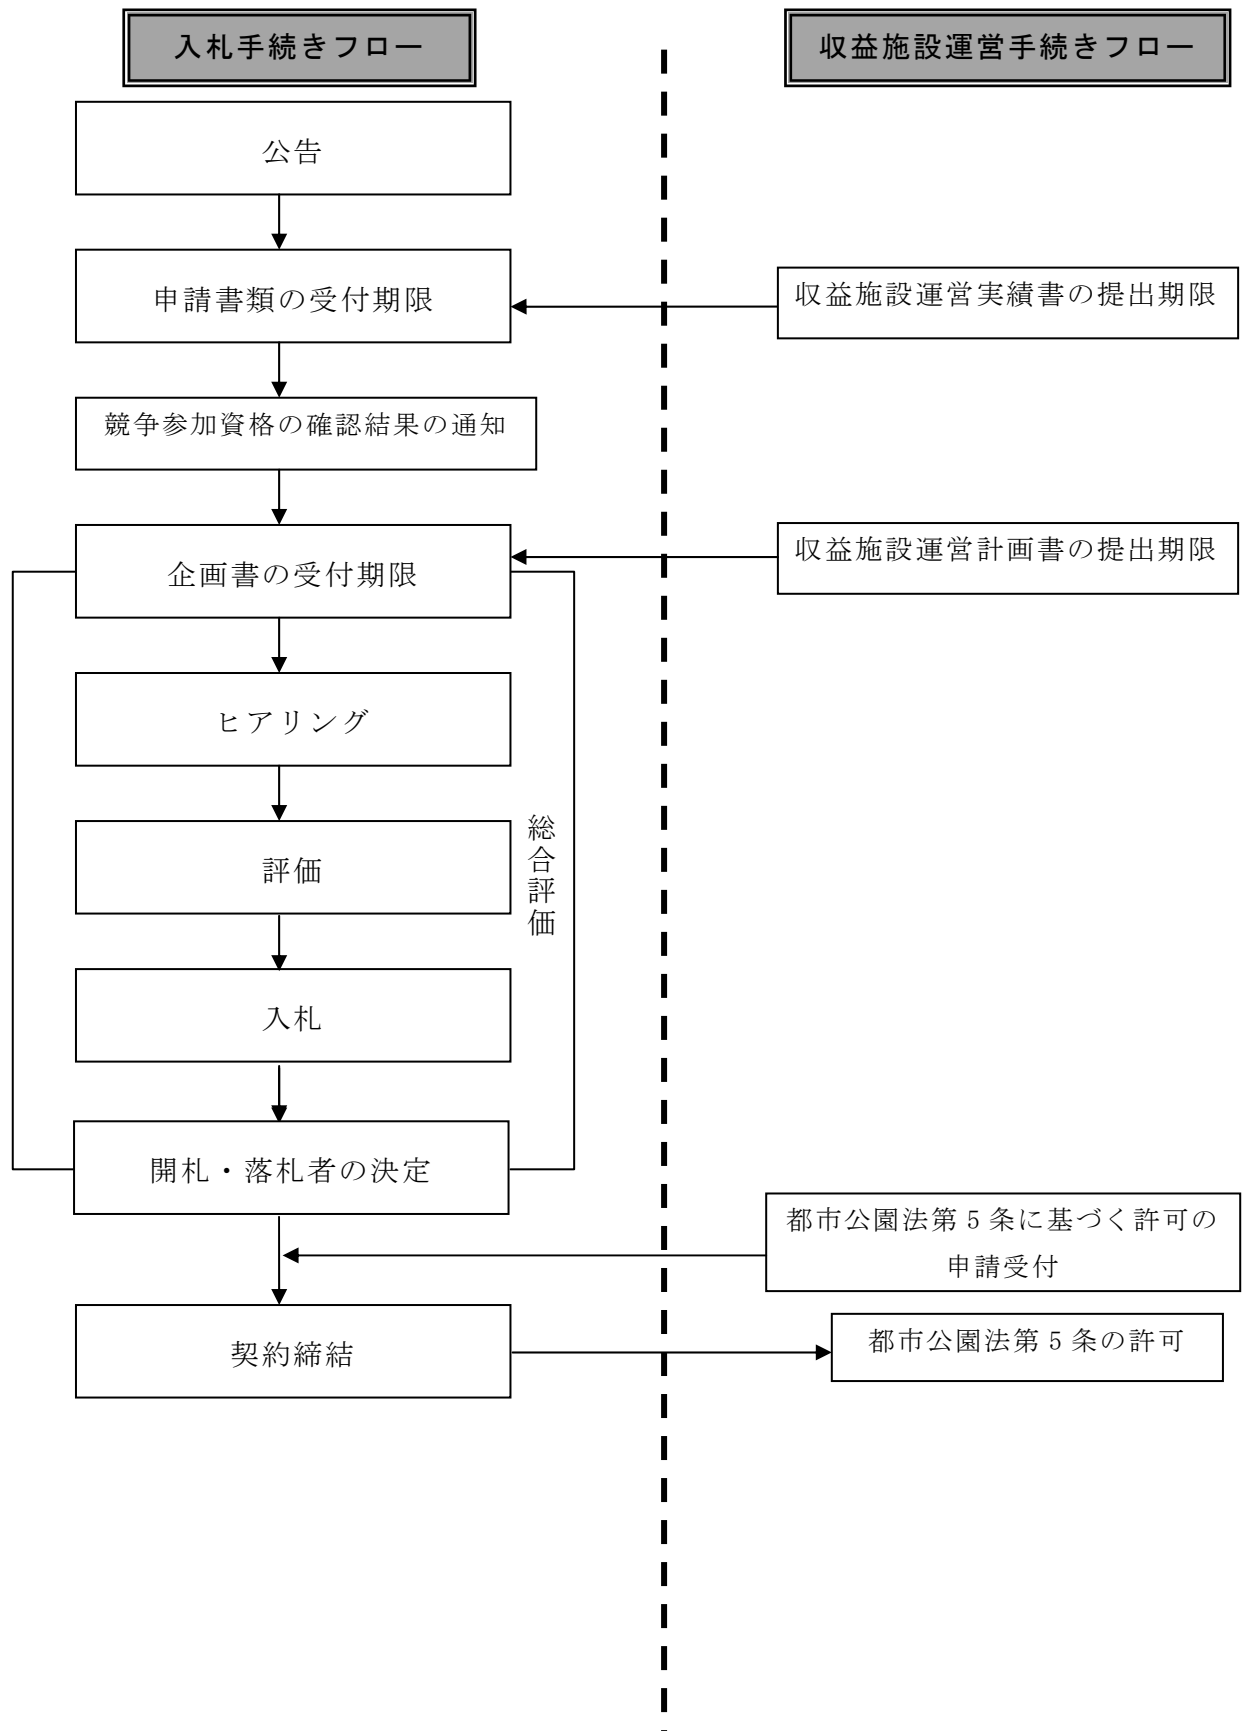 入札手続きフロー
収益施設運営手続きフロー
公告
申請書類の受付期限
収益施設運営実績書の提出期限
競争参加資格の確認結果の通知
企画書の受付期限
収益施設運営計画書の提出期限
ヒアリング
評価
総合評価
入札
開札・落札者の決定
都市公園法第5条に基づく許可の
申請受付
契約締結
都市公園法第5条の許可